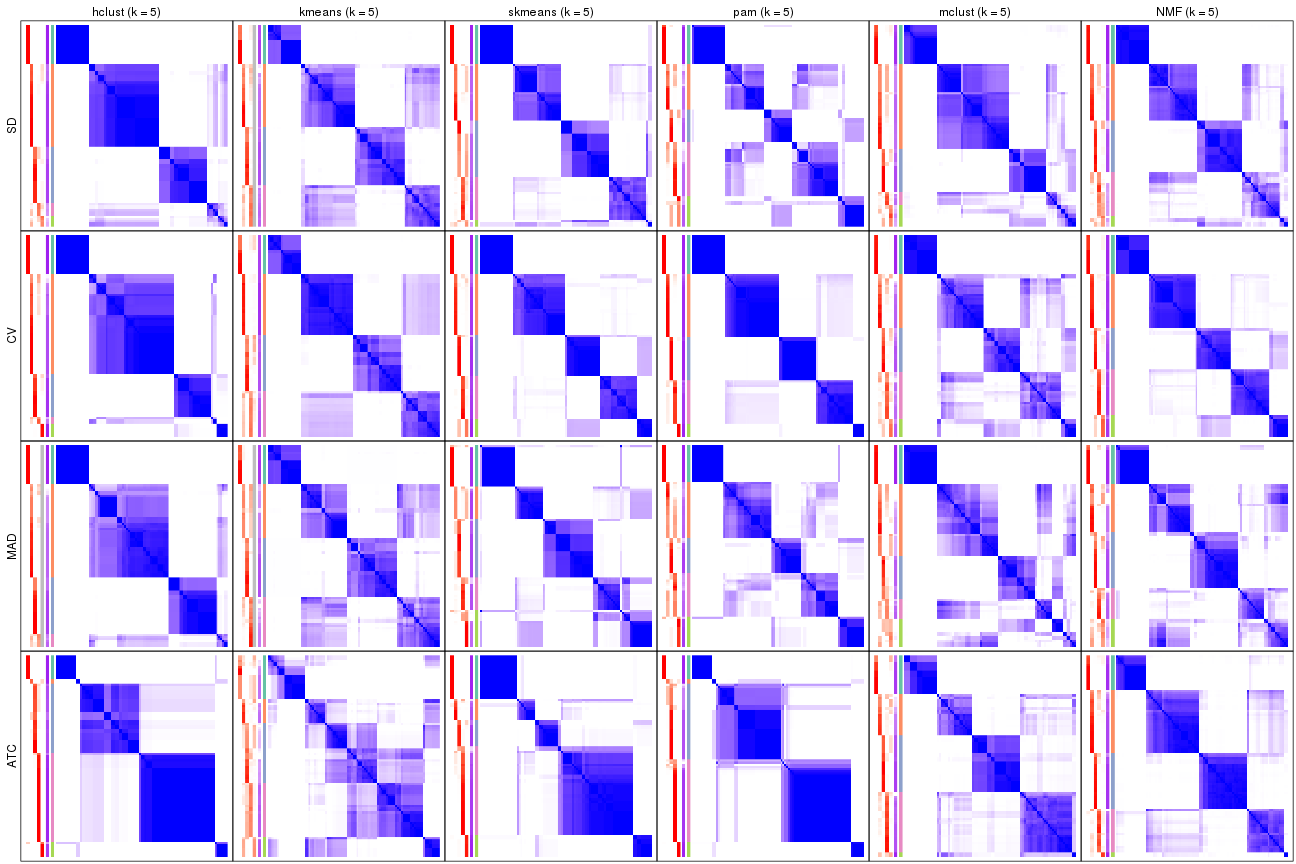 hclust (k = 5) kmeans (k = 5) skmeans (k = 5) pam (k = 5) mclust (k = 5) NMF (k = 5)
SD
CV
MAD
ATC